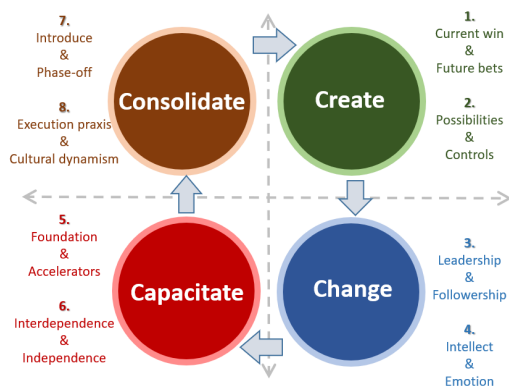 7.
Introduce
&
Phase-off
8.
Execution praxis
&
Cultural dynamism
Consolidate
Create
1.
Current win
&
Future bets
2.
Possibilities
&
Controls
5.
Foundation
&
Accelerators
6.
Interdependence
&
Independence
Capacitate
Change
3.
Leadership
&
Followership
4.
Intellect
&
Emotion